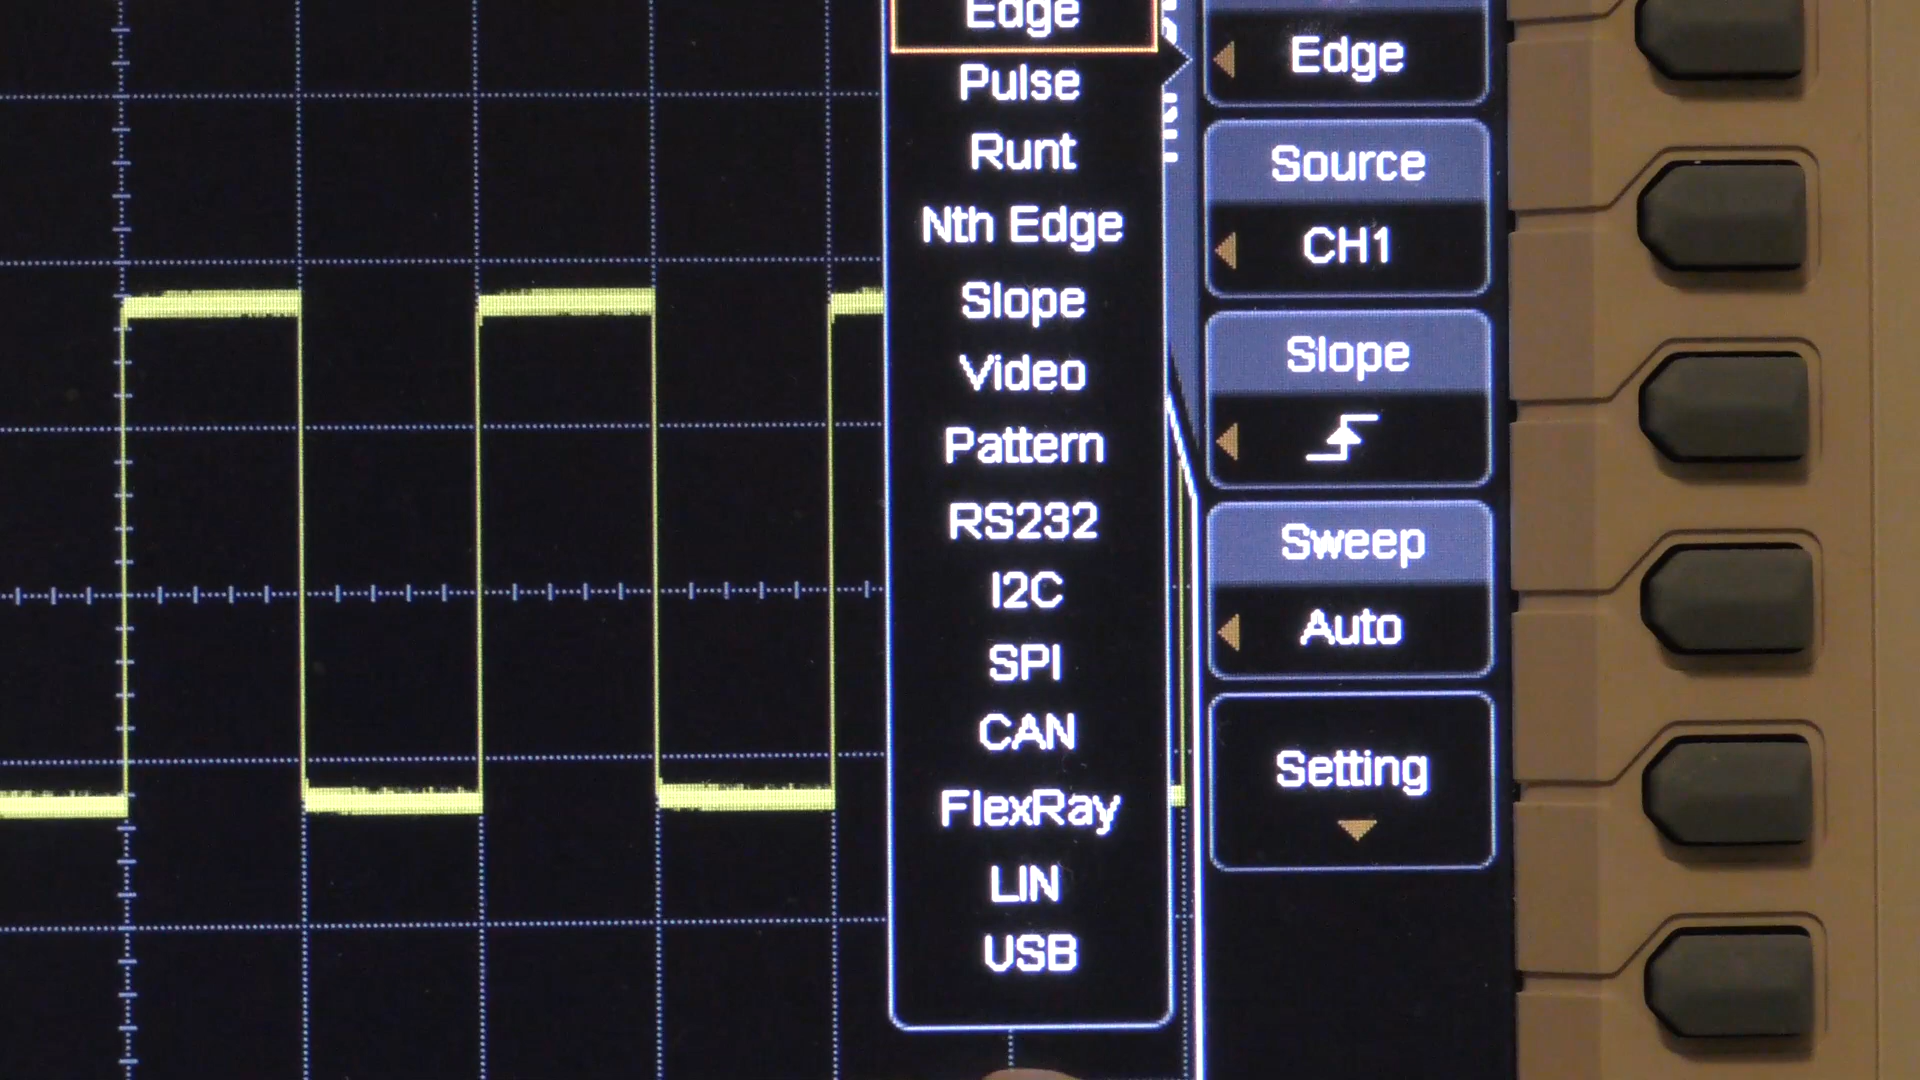 Edge
Pulse
Runt
Nth Edge
Slope
Video
Pattern
RS232
I2C
SPI
CAN
FlexRay
LIN
USB
Edge
Source
CH1
Slope
Sweep
Auto
Setting